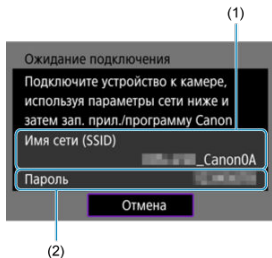 (1)
Ожидание подключения
Подключите устройство к камере,
используя параметры сети ниже и
затем зап. прил./программу Canon
Имя сети (SSID)
_Canon0A
Пароль
Отмена
(2)